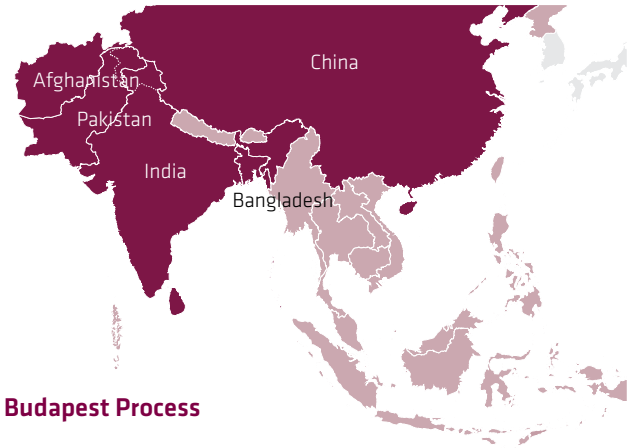 China
Afghanistan
Pakistan
India
Bangladesh
Budapest Process